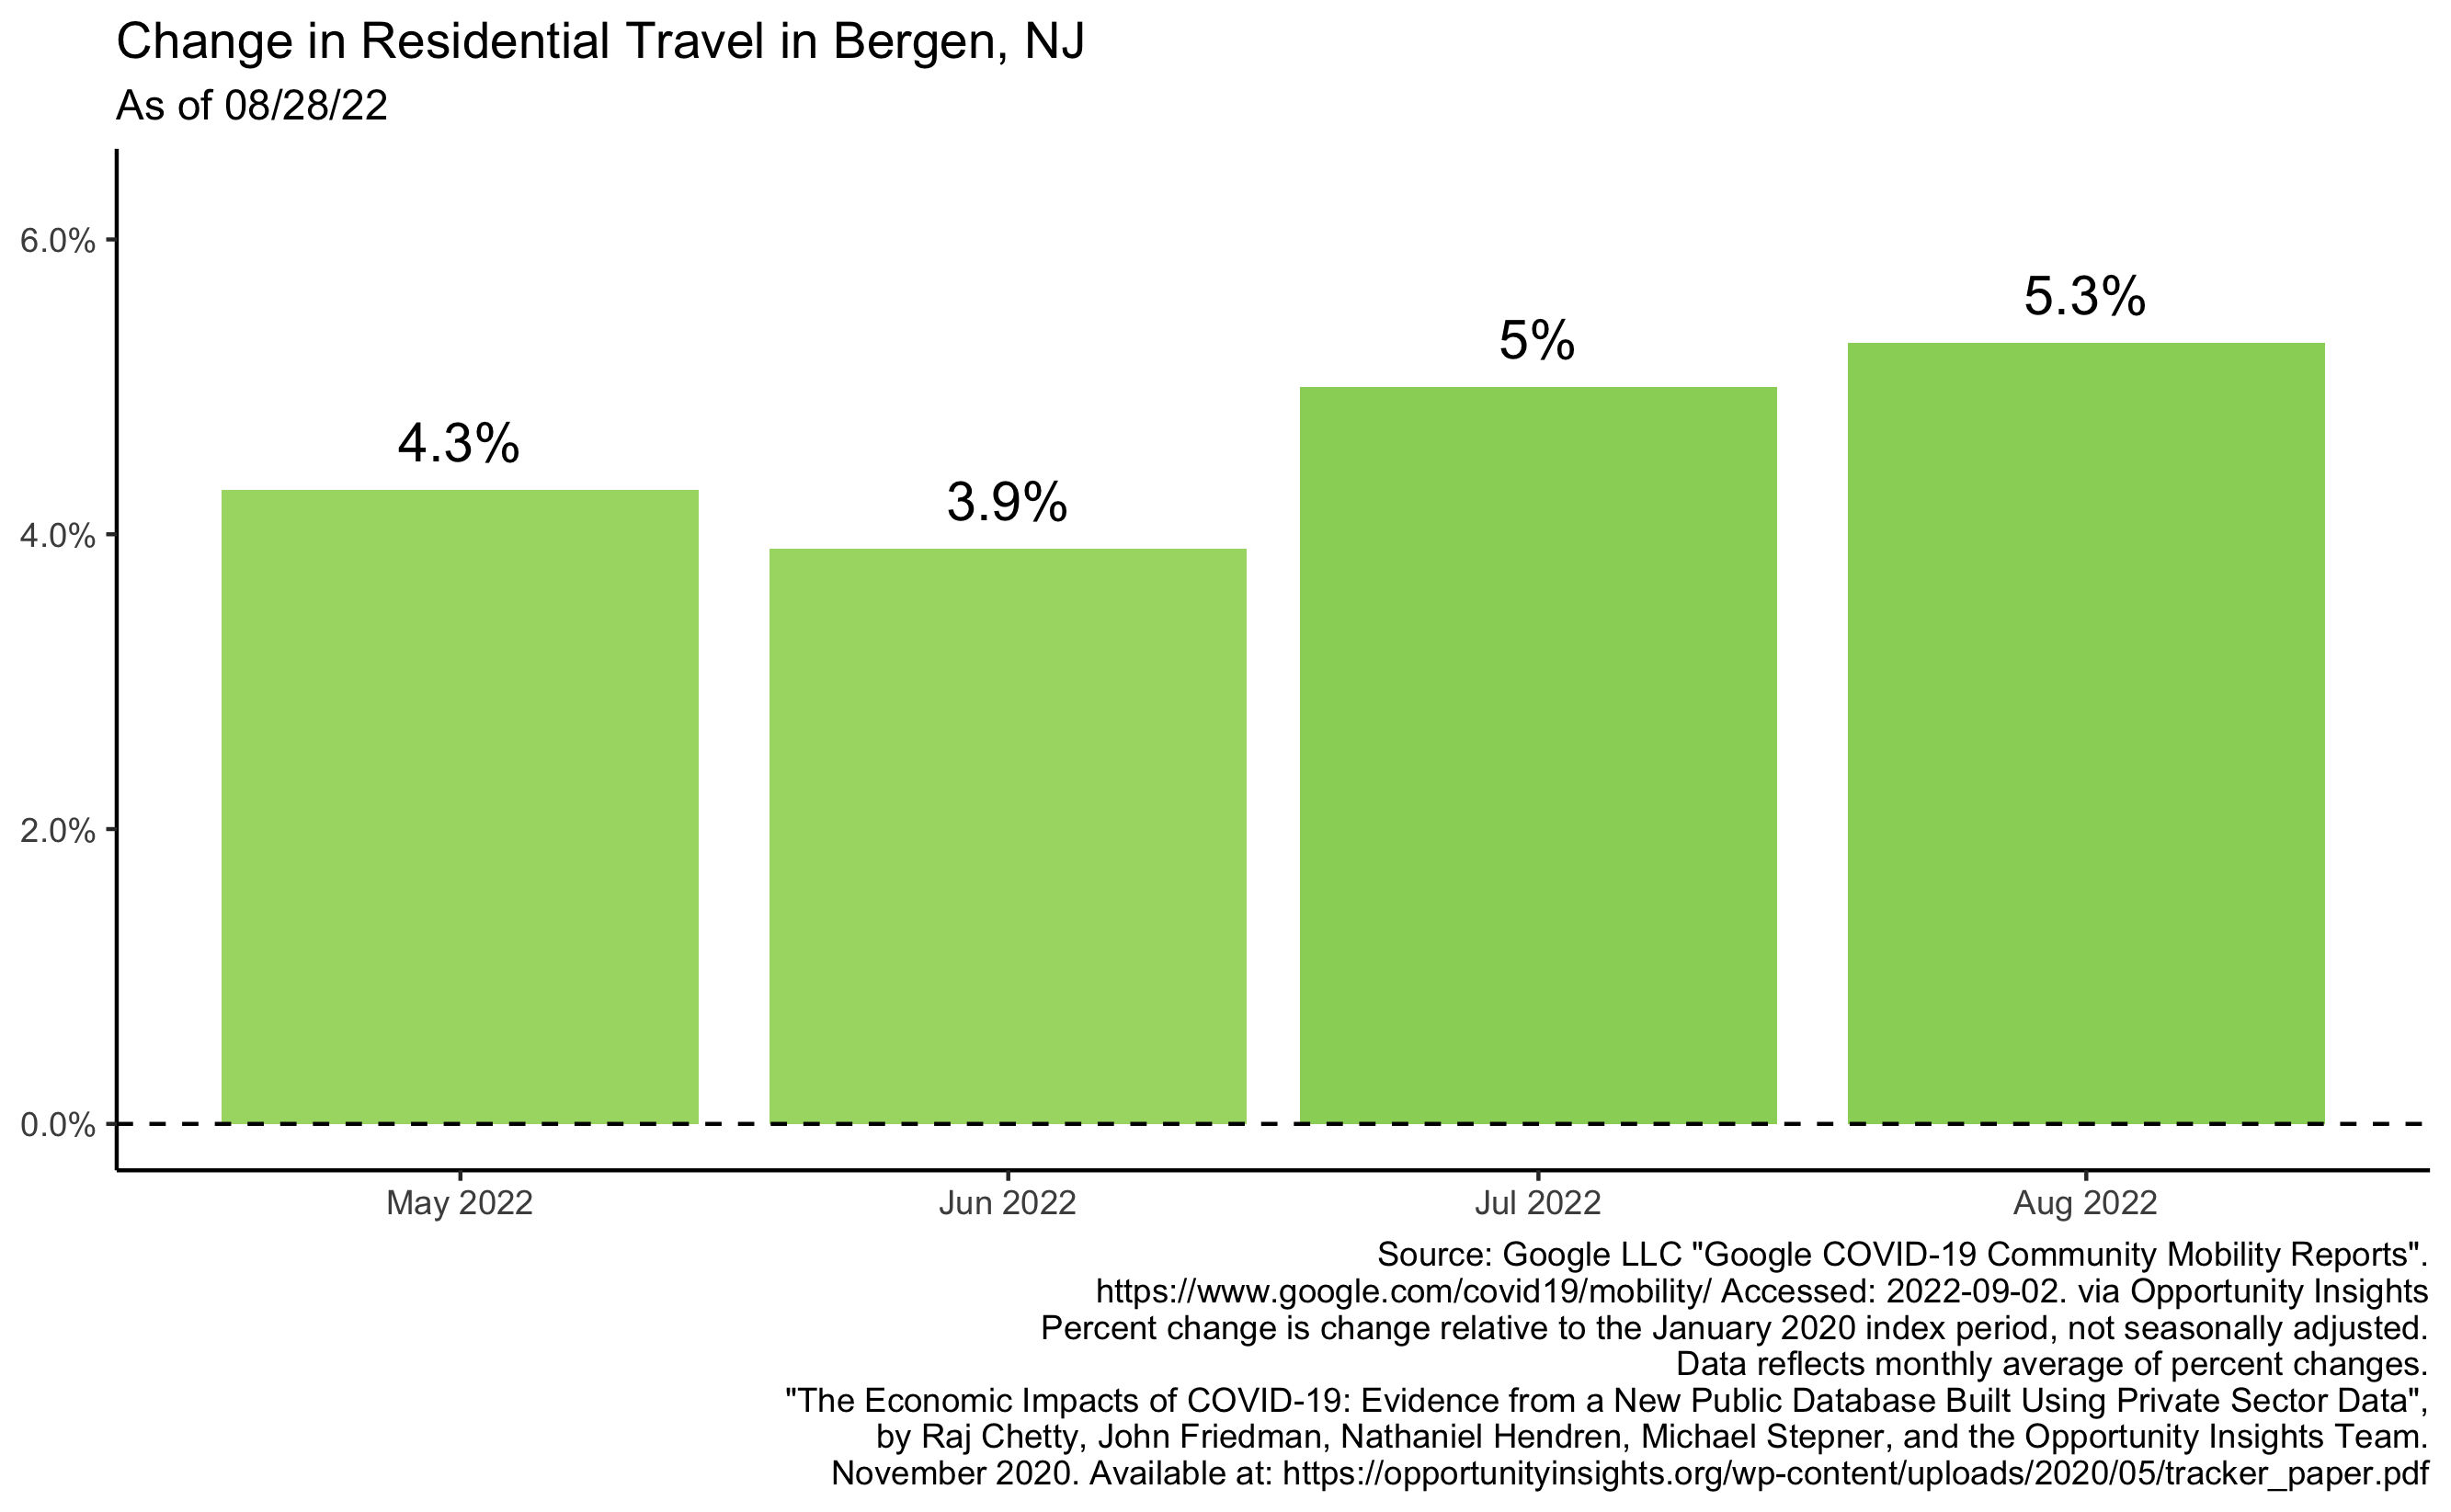 Change in Residential Travel in Bergen, NJ
As of 08/28/22
6.0%
4.0%
2.0%
0.0%
4.3%
3.9%
5%
5.3%
May 2022
Jun 2022
Jul 2022
Aug 2022
Source: Google LLC "Google COVID-19 Community Mobility Reports".
https://www.google.com/covid19/mobility/ Accessed: 2022-09-02. via Opportunity Insights
Percent change is change relative to the January 2020 index period, not seasonally adjusted.
Data reflects monthly average of percent changes.
"The Economic Impacts of COVID-19: Evidence from a New Public Database Built Using Private Sector Data",
by Raj Chetty, John Friedman, Nathaniel Hendren, Michael Stepner, and the Opportunity Insights Team.
November 2020. Available at: https://opportunityinsights.org/wp-content/uploads/2020/05/tracker_paper.pdf